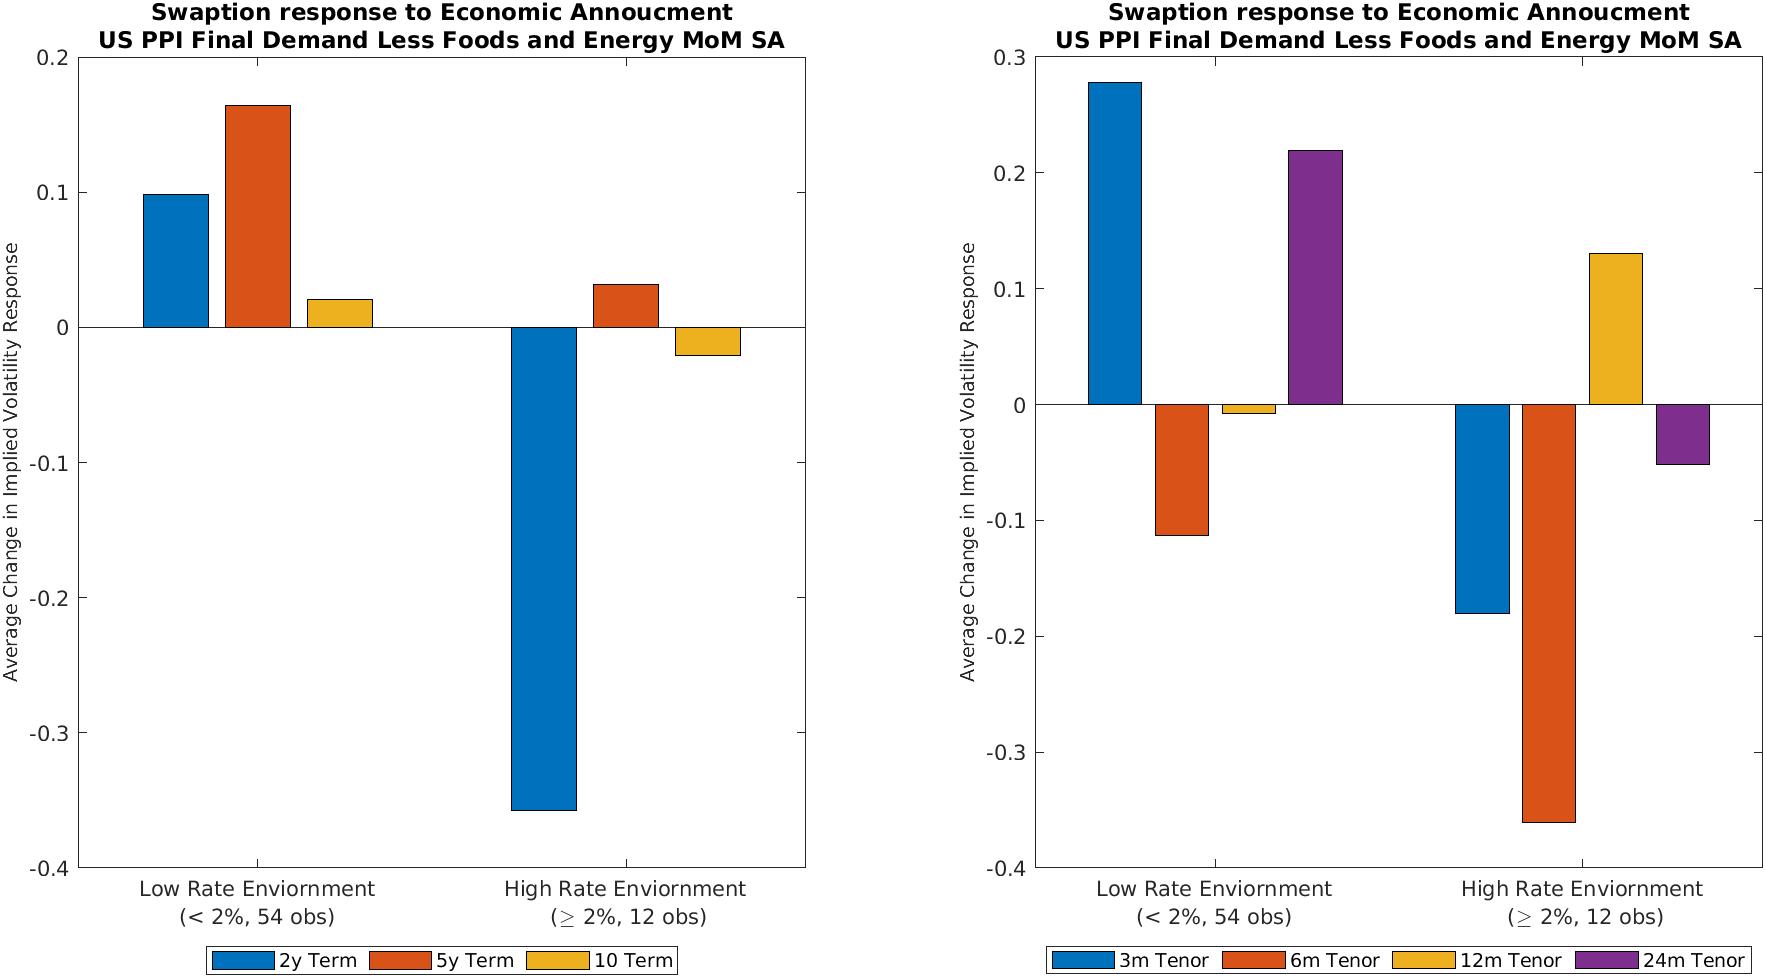 Swaption response to Economic Annoucment
US PPI Final Demand Less Foods and Energy MoM SA
0.2
0.1
0
-0.1
-0.2
-0.3
-0.4
Average Change in Implied Volatility Response
Low Rate Enviornment
(< 2%, 54 obs)
High Rate Enviornment
(≥ 2%, 12 obs)
2y Term
5y Term
10 Term
Swaption response to Economic Annoucment
US PPI Final Demand Less Foods and Energy MoM SA
0.3
0.2
0.1
0
-0.1
-0.2
-0.3
-0.4
Average Change in Implied Volatility Response
Low Rate Enviornment
(< 2%, 54 obs)
High Rate Enviornment
(≥ 2%, 12 obs)
3m Tenor
6m Tenor
12m Tenor
24m Tenor